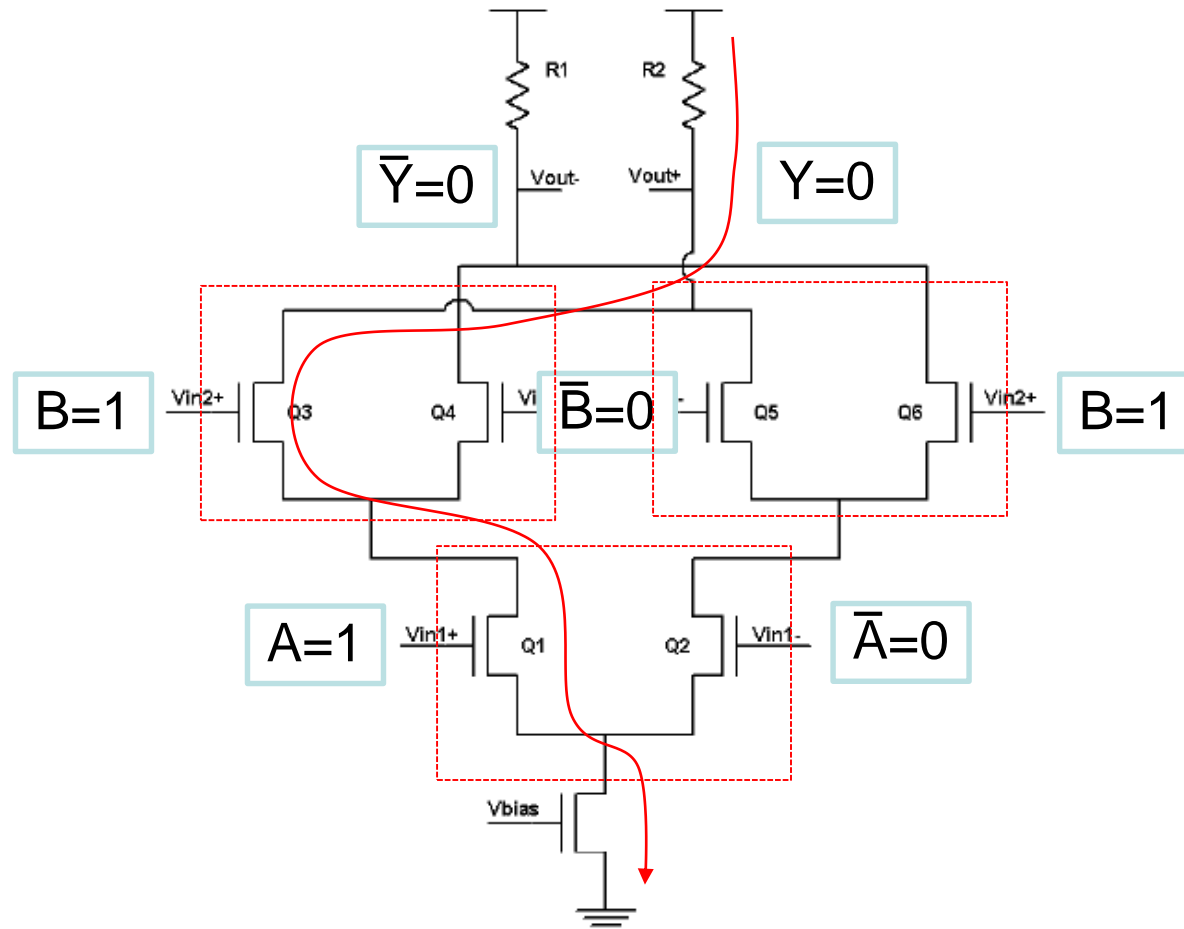 R1
R2
Y̅=0
Vout-
Vout+
Y=0
B=1
Vin2+
Q3
Q4
B̅=0
-
Q5
Q6
Vin2+
B=1
A=1
Vin1+
Q1
Q2
Vin1-
A̅=0
Vbias